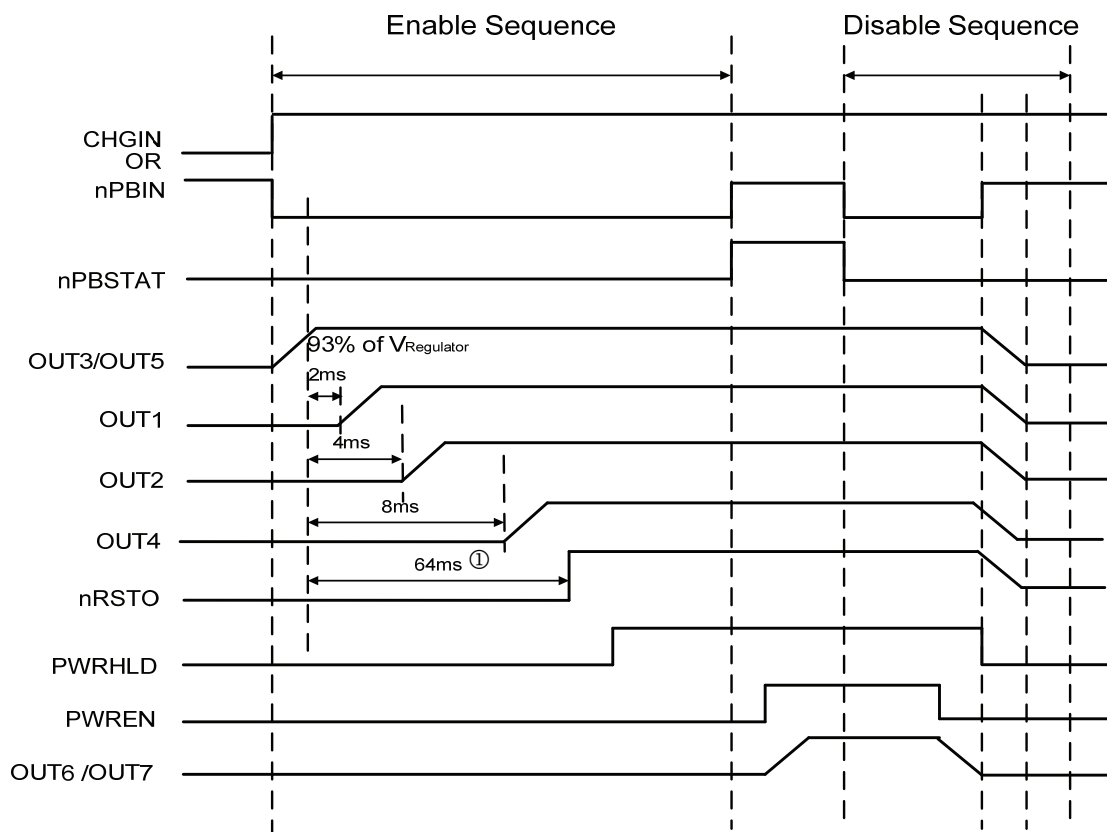 Enable Sequence
Disable Sequence
CHGIN
OR
nPBIN
nPBSTAT
OUT3/OUT5
93% of VRegulator
2ms
OUT1
4ms
OUT2
8ms
OUT4
64ms ①
nRSTO
PWRHLD
PWREN
OUT6 /OUT7